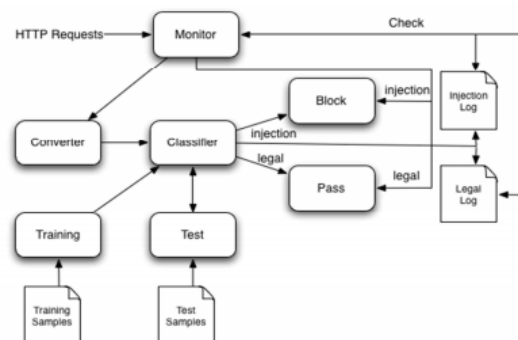 Check
HTTP Requests
Monitor
Block
injection
Injection
Log
Converter
Classifier
injection
legal
Pass
legal
Legal
Log
Training
Test
Training
Samples
Test
Samples